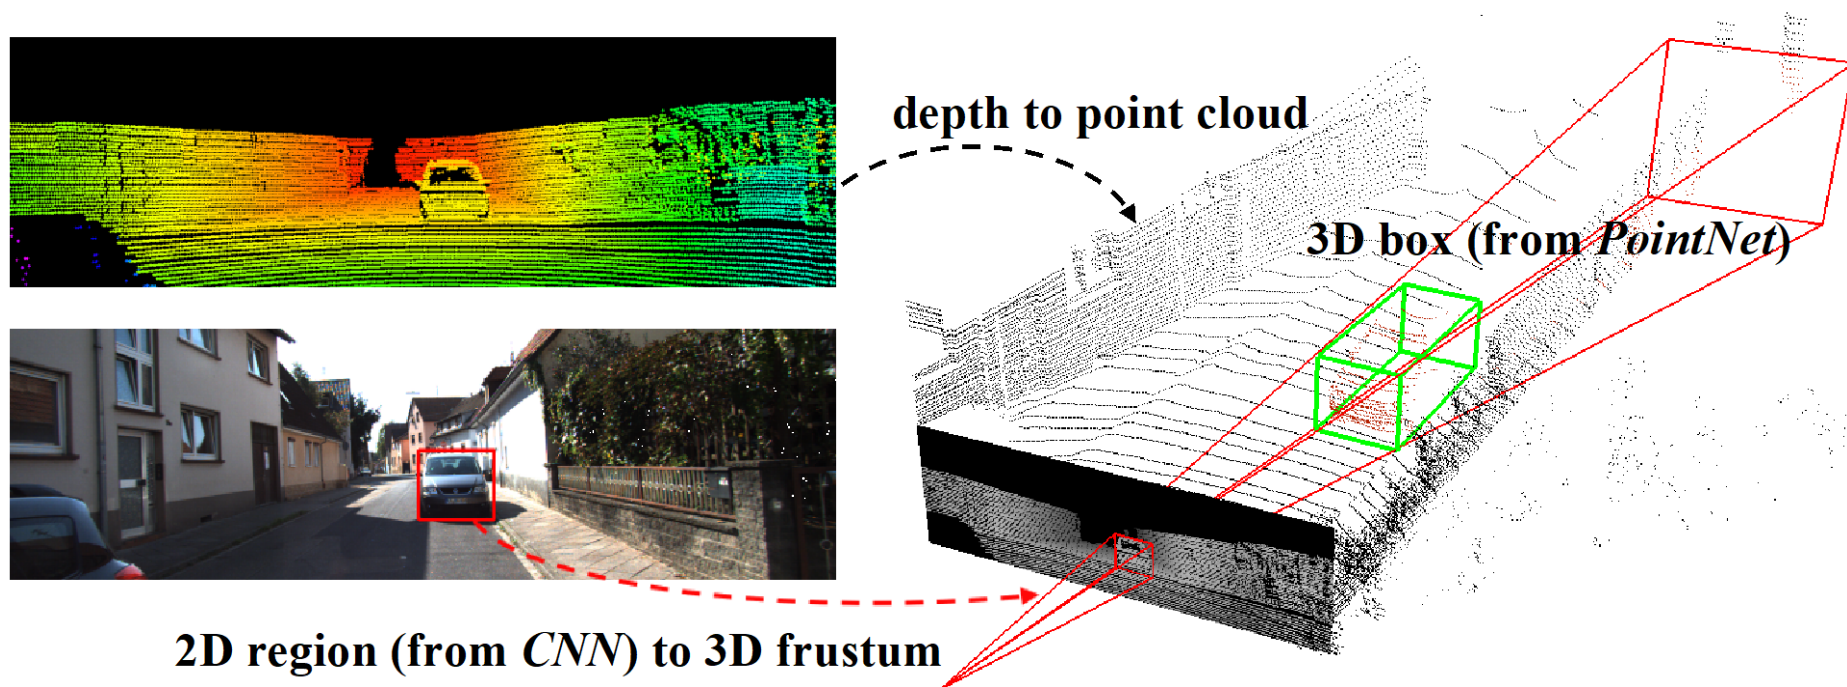 depth to point cloud
3D box (from PointNet)
2D region (from CNN) to 3D frustum